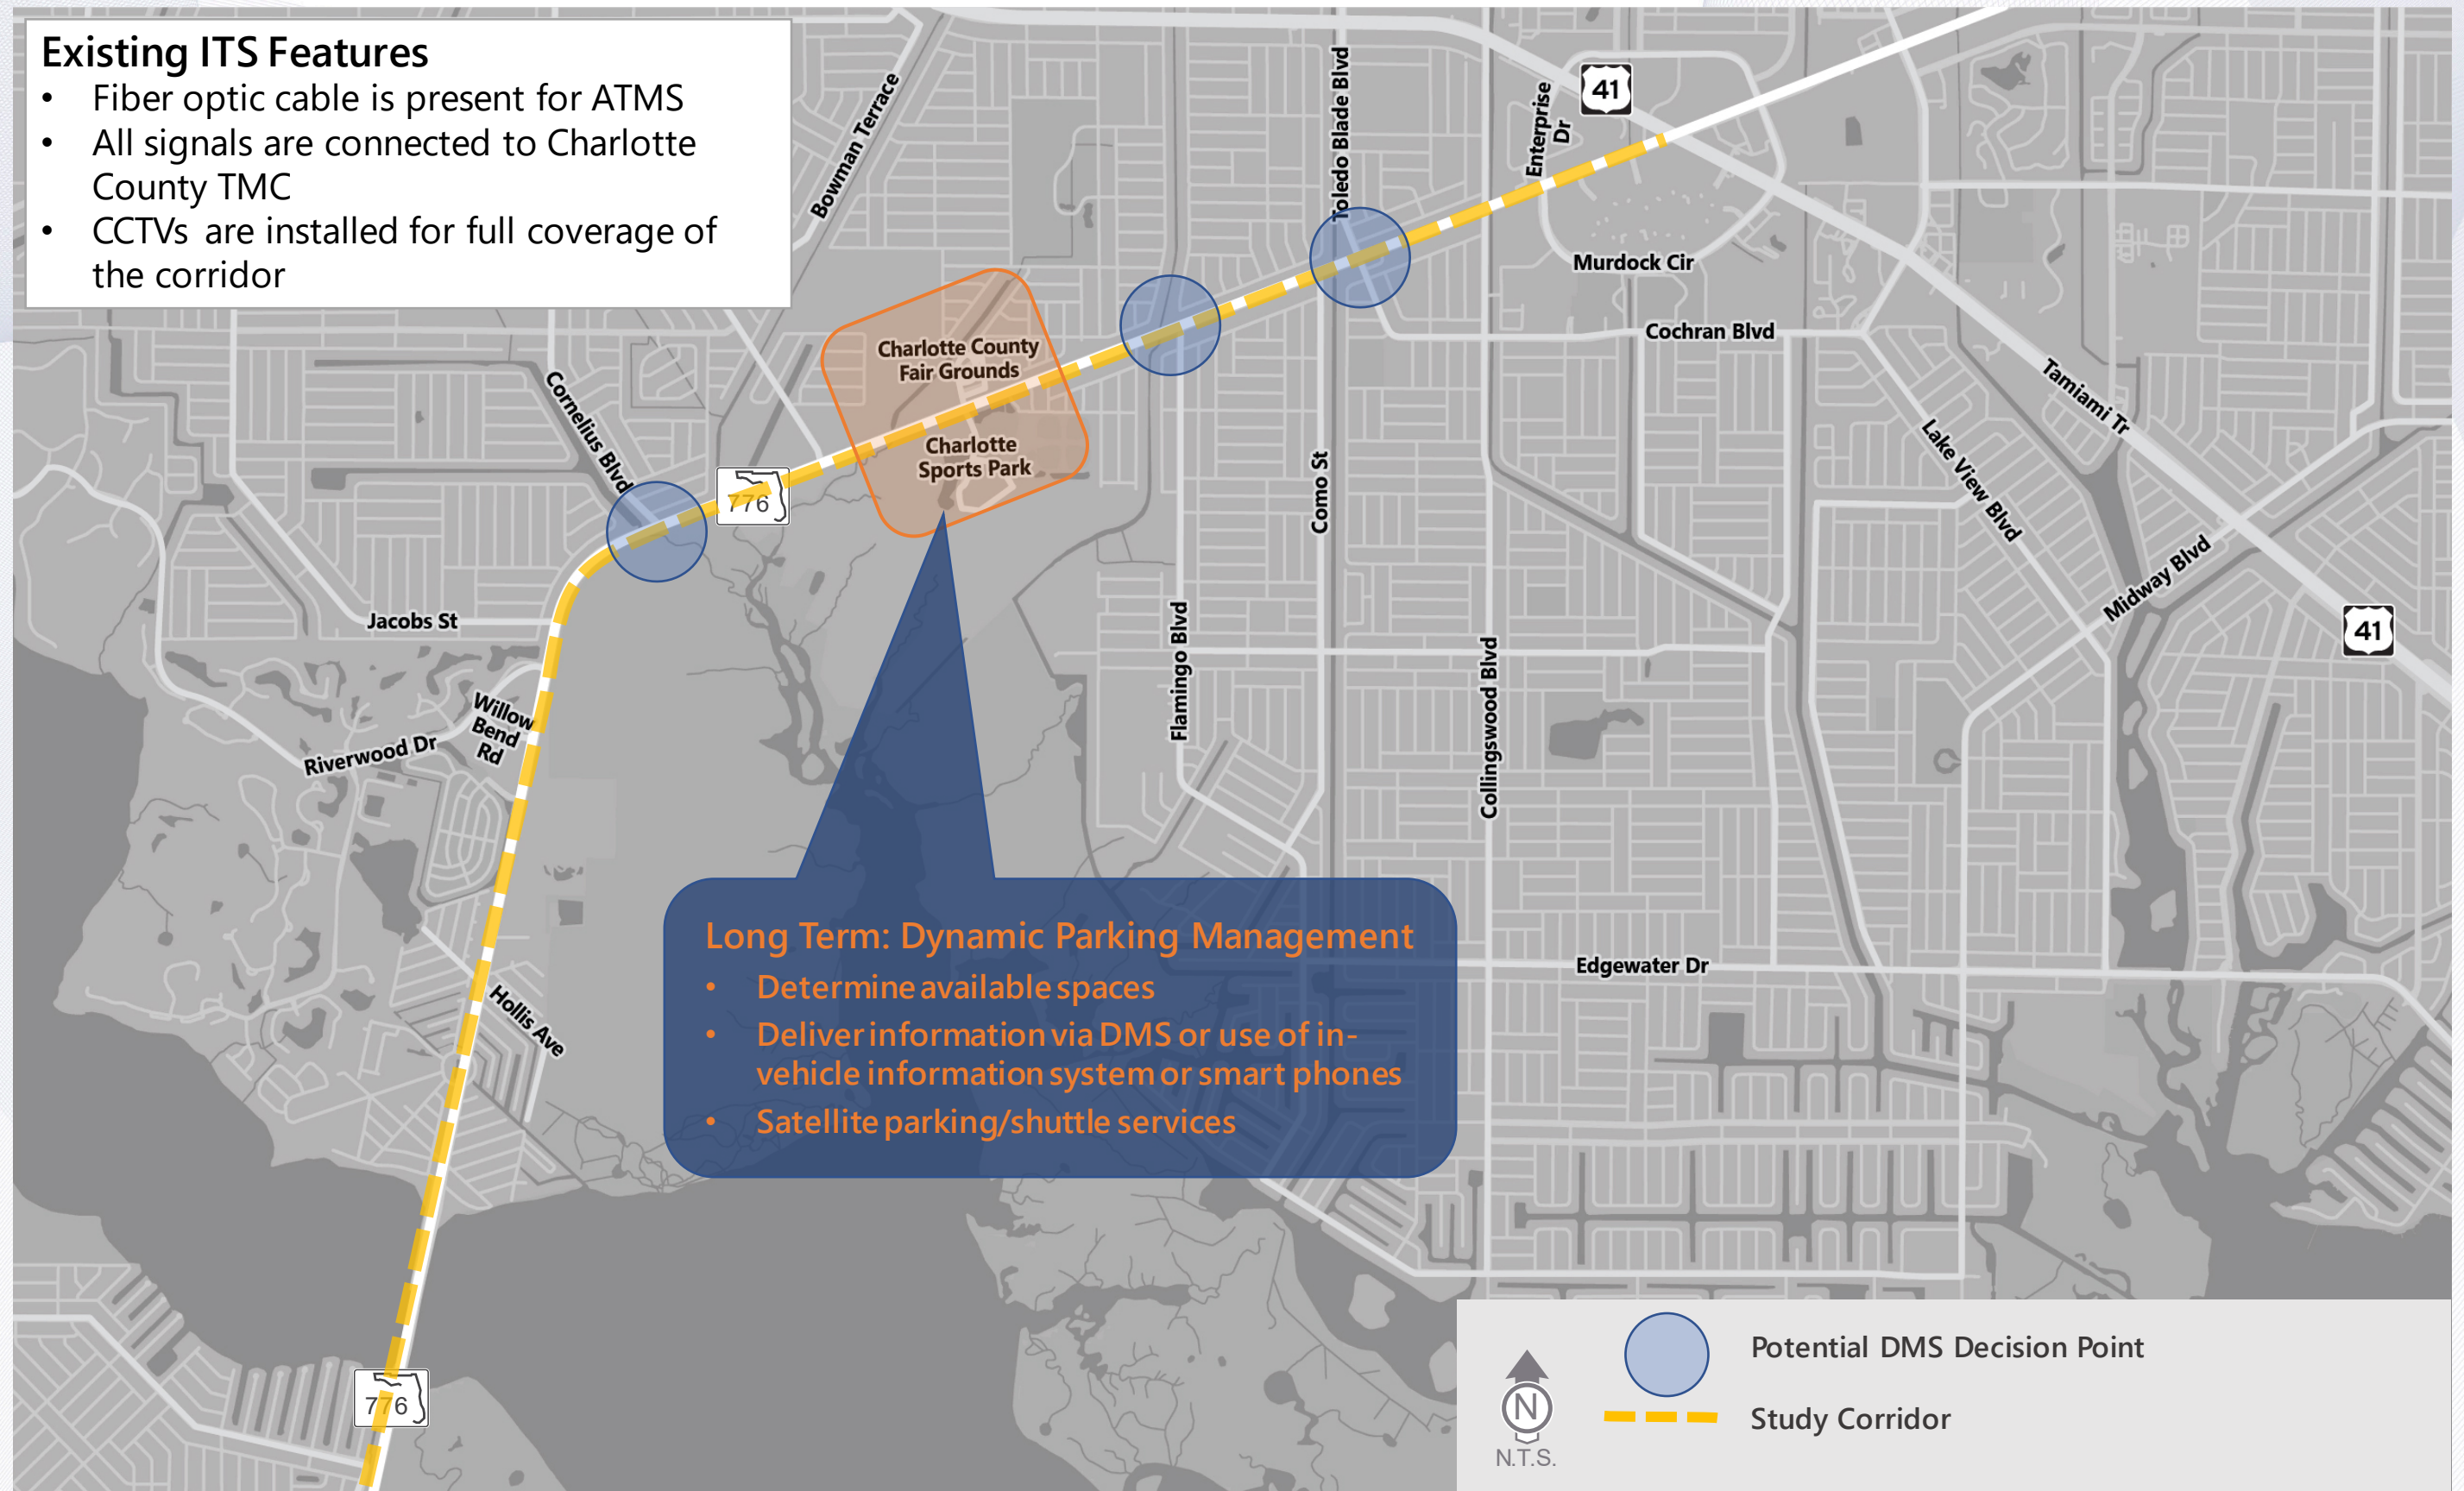 Existing ITS Features
• Fiber optic cable is present for ATMS
• All signals are connected to Charlotte
County TMC
• CCTVs are installed for full coverage of
the corridor
Bowman Terrace
Toledo Blade Blvd
Enterprise
Dr
41
Murdock Cir
Cochran Blvd
Charlotte County
Fair Grounds
Charlotte
Sports Park
Cornelius Blvd
776
Tamiami Tr
Lake View Blvd
Como St
Midway Blvd
41
Jacobs St
Flamingo Blvd
Collingswood Blvd
Willow
Bend
Rd
Riverwood Dr
Hollis Ave
Long Term: Dynamic Parking Management
• Determine available spaces
• Deliver information via DMS or use of in-
vehicle information system or smart phones
• Satellite parking/shuttle services
Edgewater Dr
776
N
N.T.S.
Potential DMS Decision Point
Study Corridor